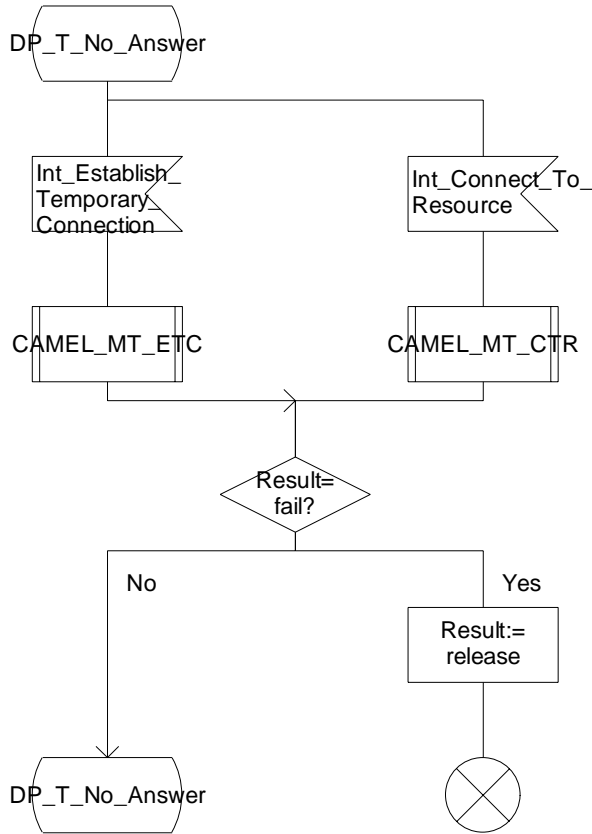 DP_T_No_Answer
Int_Establish_
Temporary_
Connection
Int_Connect_To_
Resource
CAMEL_MT_ETC
CAMEL_MT_CTR
Result=
fail?
No
Yes
Result:=
release
DP_T_No_Answer